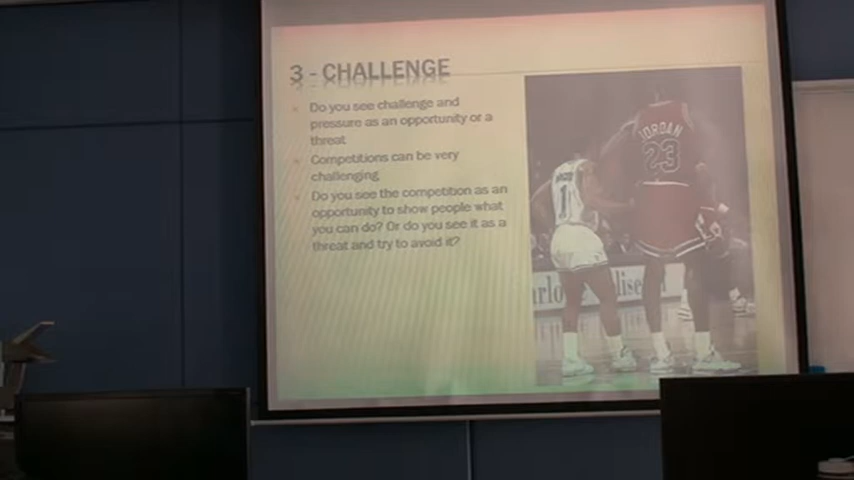 3 - CHALLENGE
Do you see challenge and
pressure as an opportunity or a
threat
Competitions can be very
challenging
Do you see the competition as an
opportunity to show people what
you can do? Or do you see it as a
threat and try to avoid it?
JORDAN
23
1